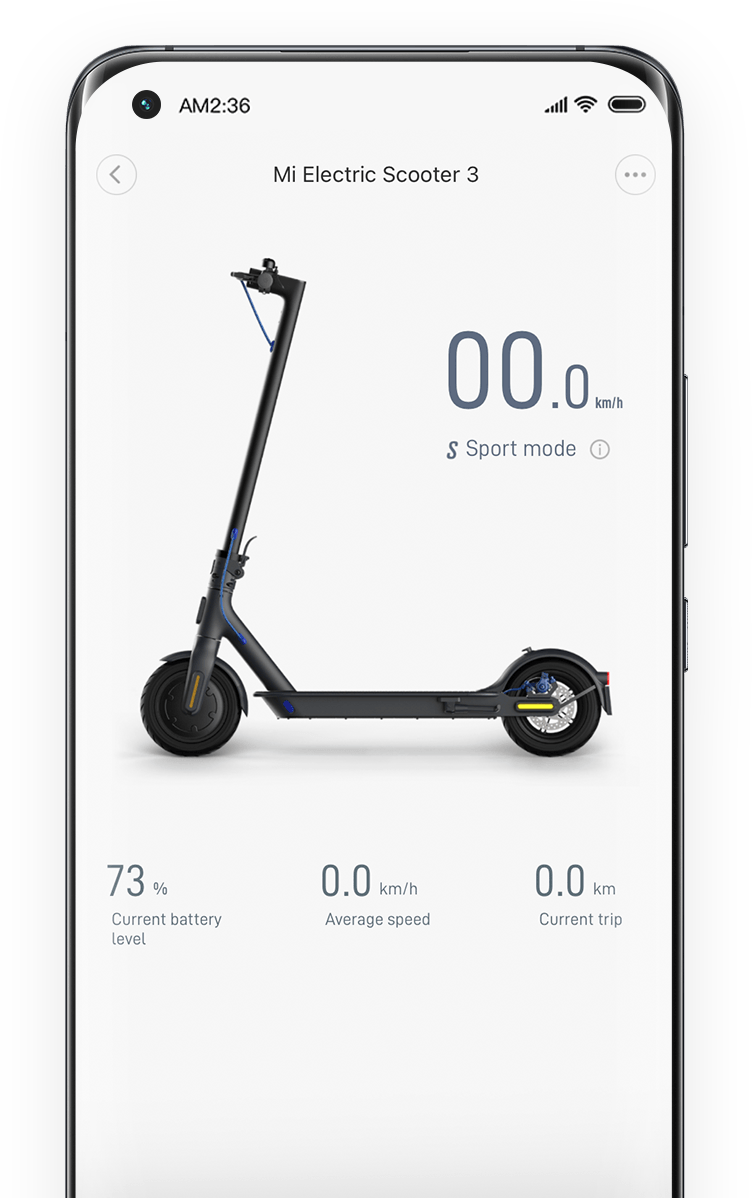 AM2:36
Mi Electric Scooter 3
00.0 km/h
S Sport mode
73 %
Current battery
level
0.0 km/h
Average speed
0.0 km
Current trip